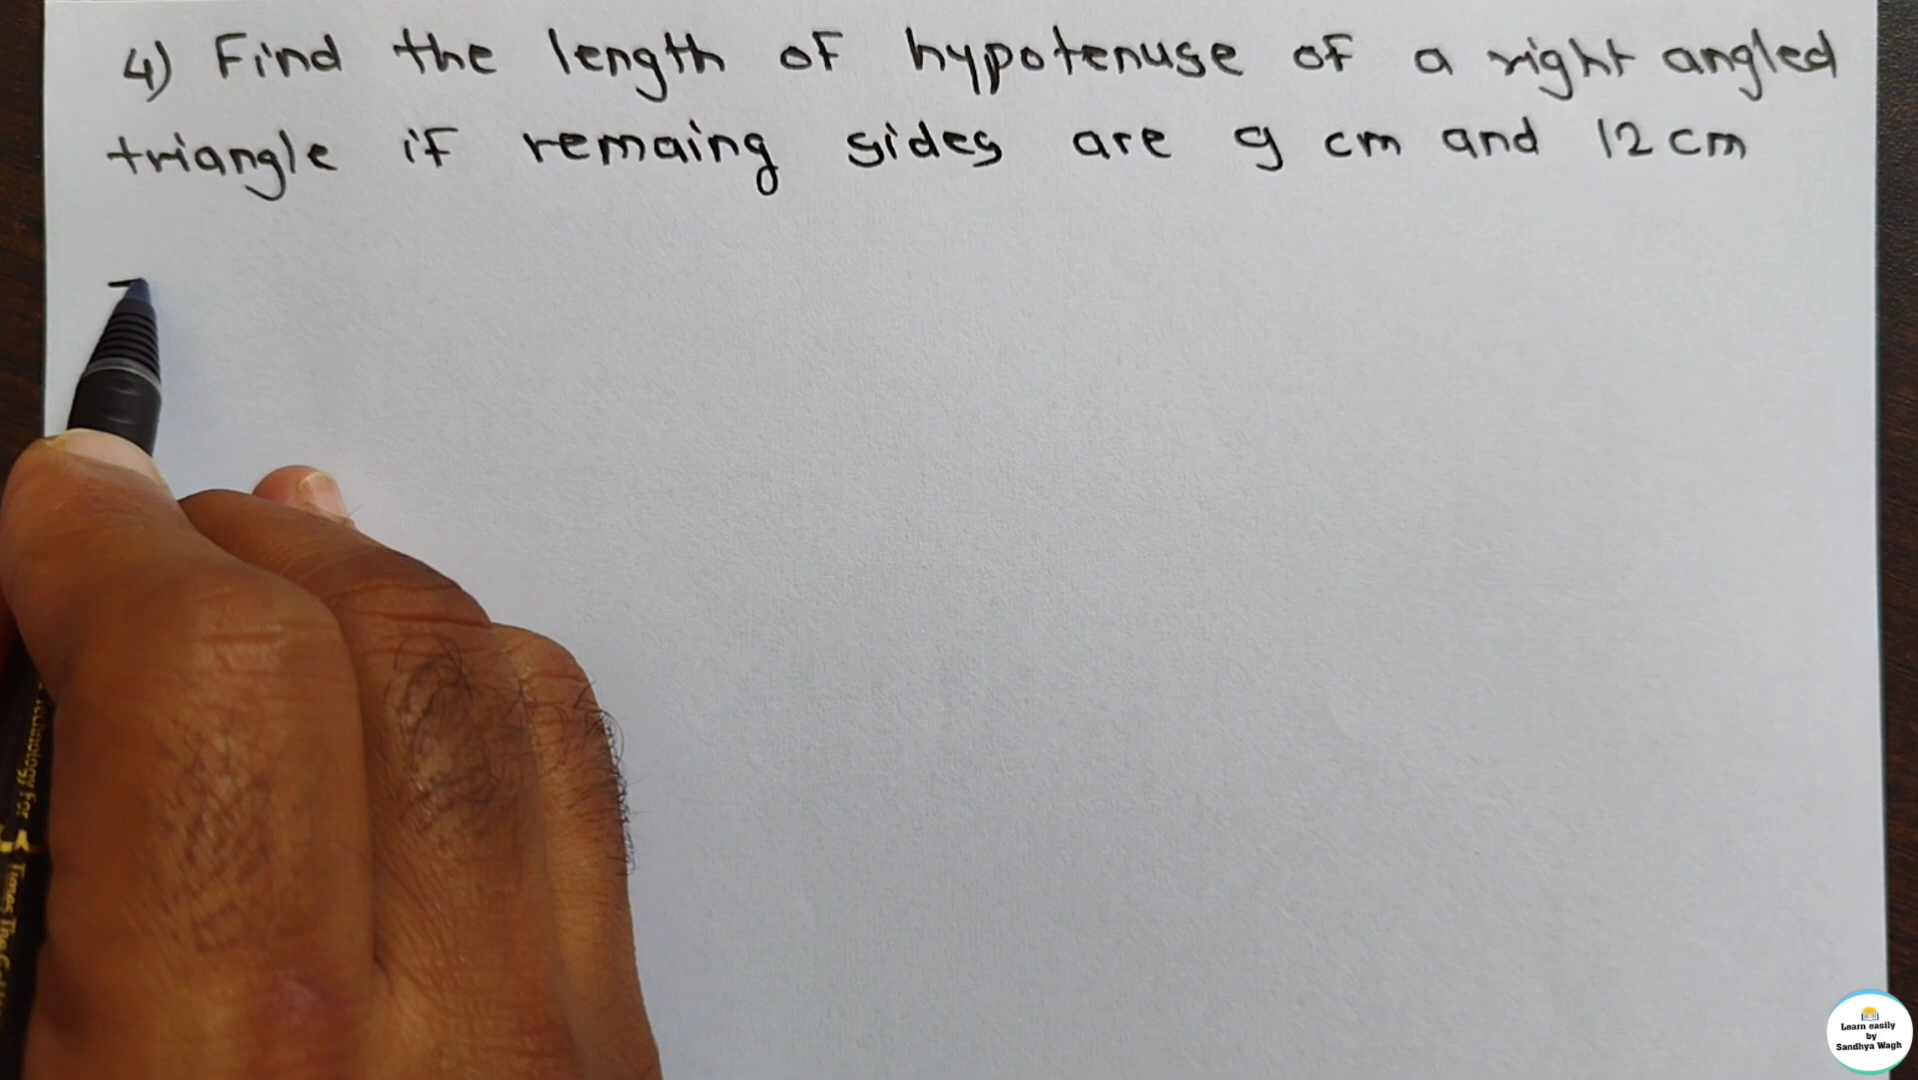 4) Find the length of hypotenuse of a right angled
triangle if remaing sides are 9 cm and 12 cm
Learn easily
by
Sandhya Wagh